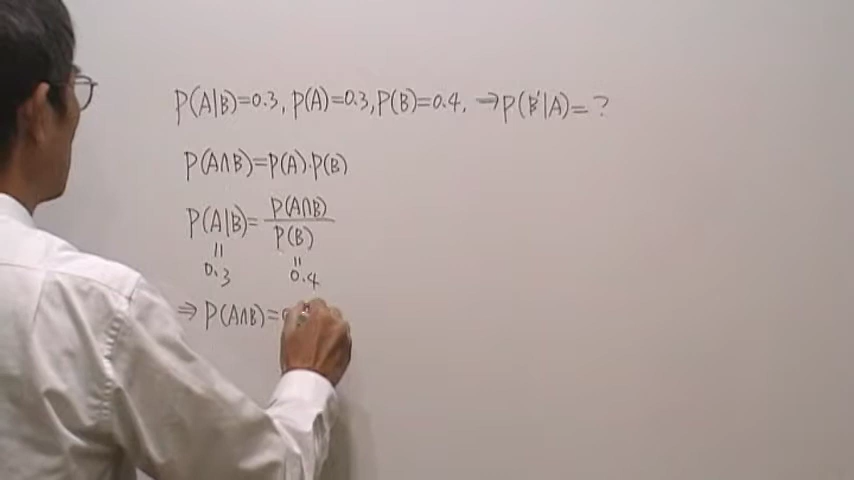 P(A|B)=0.3, P(A)=0.3, P(B)=0.4, ⇒P(B'|A)=?
P(A∩B)=P(A)·P(B)
P(A|B)=P(A∩B)/P(B)
=
=
0.3
0.4
⇒ P(A∩B)=